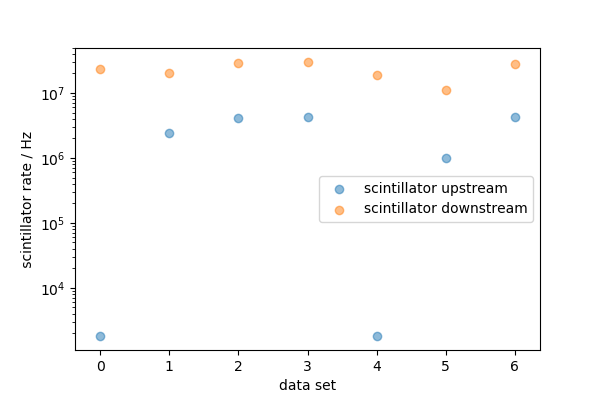 scintillator rate / Hz
10⁷
10⁶
10⁵
10⁴
scintillator upstream
scintillator downstream
0 1 2 3 4 5 6
data set